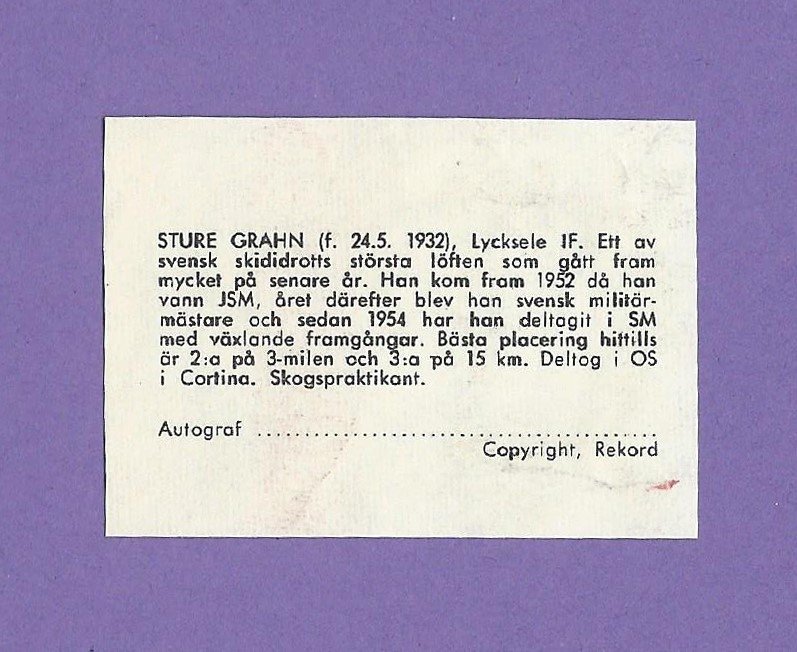 STURE GRAHN (f. 24.5. 1932), Lycksele IF. Ett av
svensk skididrotts största löften som gått fram
mycket på senare år. Han kom fram 1952 då han
vann JSM, året därefter blev han svensk militär-
mästare och sedan 1954 har han deltagit i SM
med växlande framgångar. Bästa placering hittills
är 2:a på 3-milen och 3:a på 15 km. Deltog i OS
i Cortina. Skogspraktikant.
Autograf ........................................
Copyright, Rekord